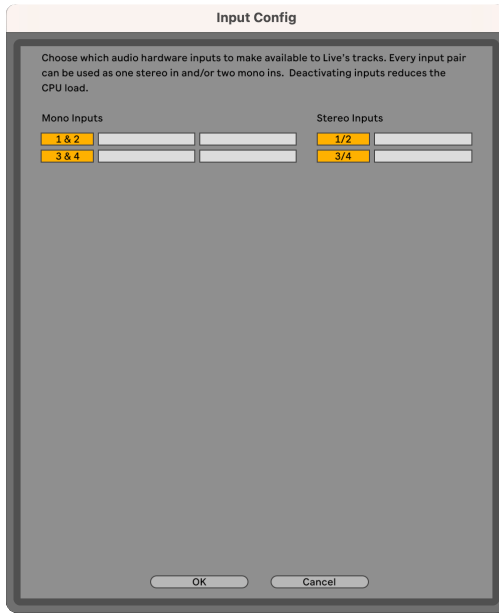 Input Config
Choose which audio hardware inputs to make available to Live's tracks. Every input pair
can be used as one stereo in and/or two mono ins.  Deactivating inputs reduces the
CPU load.
Mono Inputs
Stereo Inputs
1 & 2
1/2
3 & 4
3/4
OK
Cancel